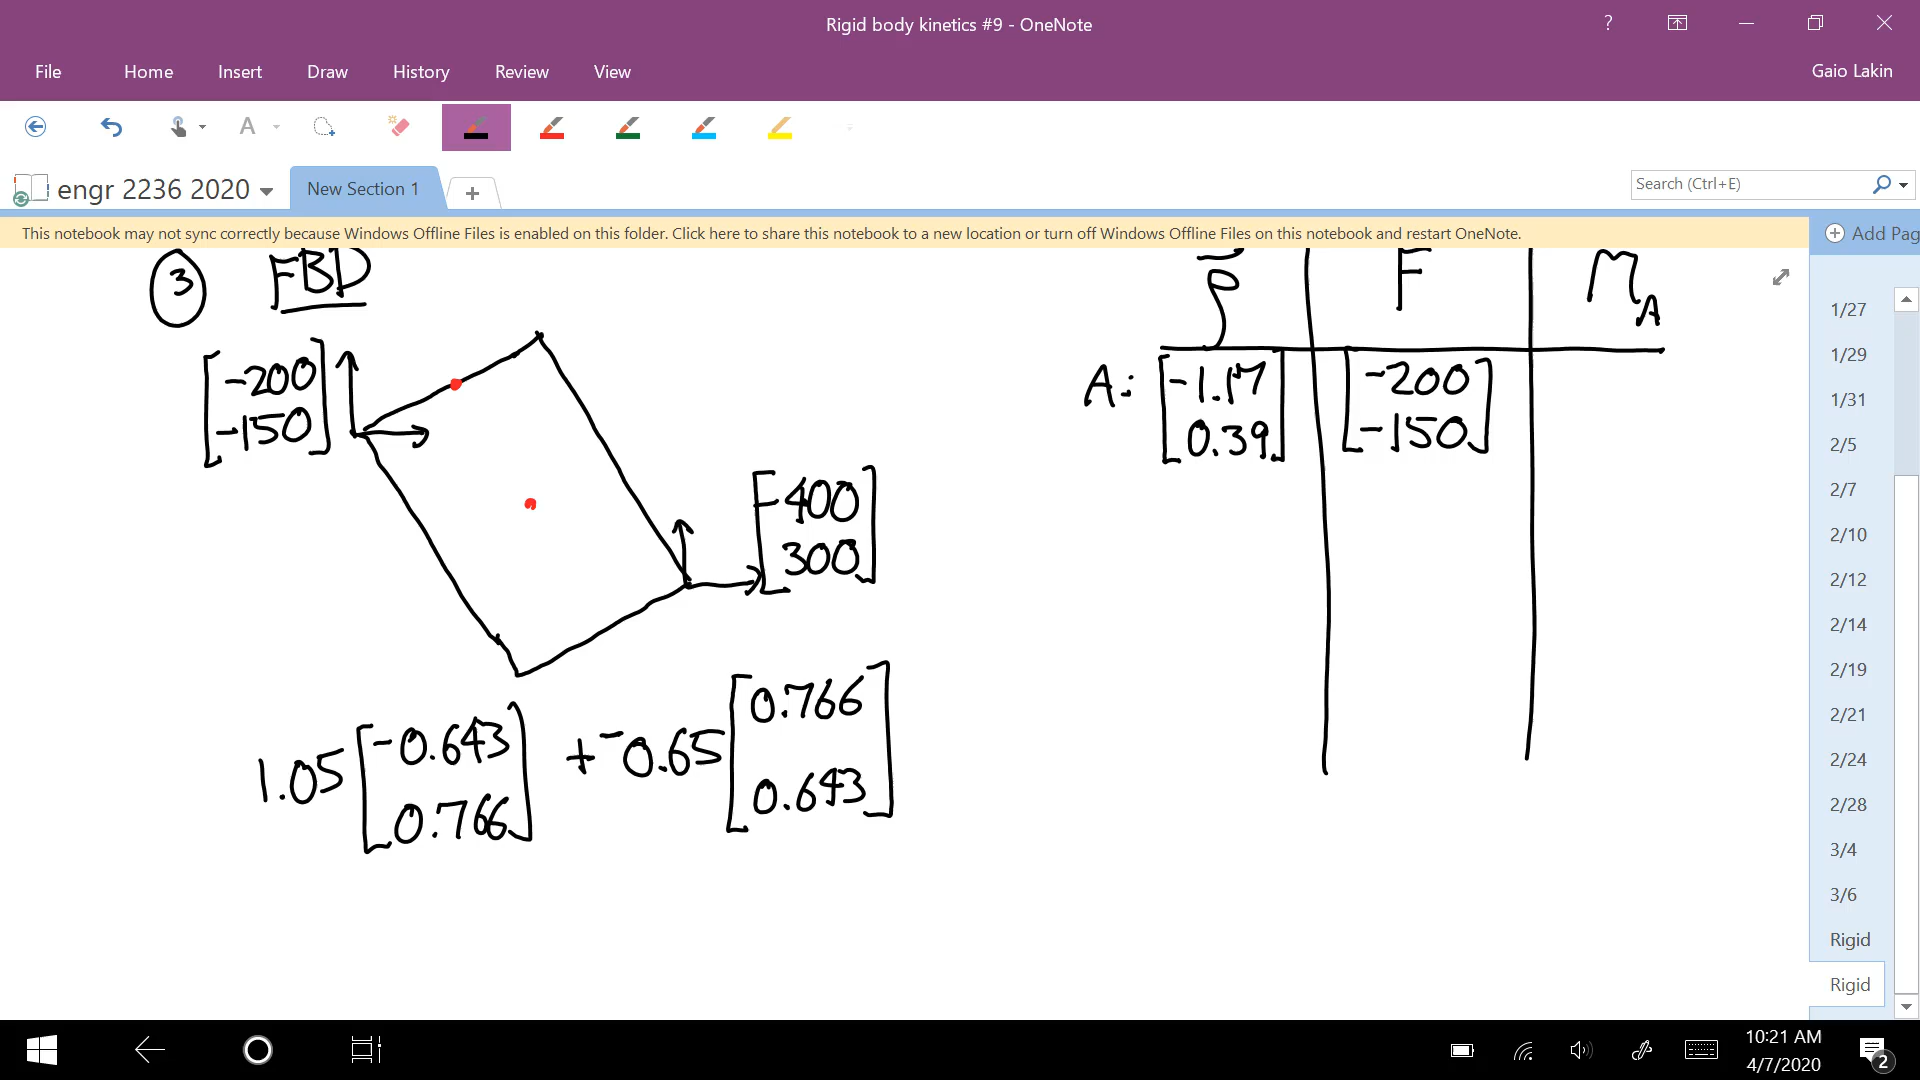 Rigid body kinetics #9 - OneNote
?
File Home Insert Draw History Review View
Gaio Lakin
A
engr 2236 2020
New Section 1
+
Search (Ctrl+E)
This notebook may not sync correctly because Windows Offline Files is enabled on this folder. Click here to share this notebook to a new location or turn off Windows Offline Files on this notebook and restart OneNote.
Add Pag
3 FBD
ρ F M_A
[-200
-150]
A: [-1.17
0.39] [-200
-150]
[-400
300]
1.05 [-0.643
0.766] + -0.65 [0.766
0.643]
1/27
1/29
1/31
2/5
2/7
2/10
2/12
2/14
2/19
2/21
2/24
2/28
3/4
3/6
Rigid
Rigid
10:21 AM
4/7/2020
2